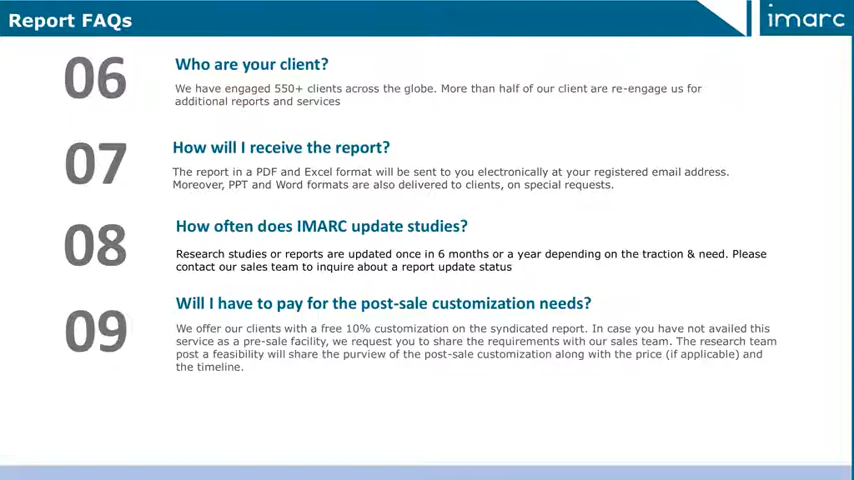 Report FAQs
imarc
06
Who are your client?
We have engaged 550+ clients across the globe. More than half of our client are re-engage us for
additional reports and services
07
How will I receive the report?
The report in a PDF and Excel format will be sent to you electronically at your registered email address.
Moreover, PPT and Word formats are also delivered to clients, on special requests.
08
How often does IMARC update studies?
Research studies or reports are updated once in 6 months or a year depending on the traction & need. Please
contact our sales team to inquire about a report update status
09
Will I have to pay for the post-sale customization needs?
We offer our clients with a free 10% customization on the syndicated report. In case you have not availed this
service as a pre-sale facility, we request you to share the requirements with our sales team. The research team
post a feasibility will share the purview of the post-sale customization along with the price (if applicable) and
the timeline.